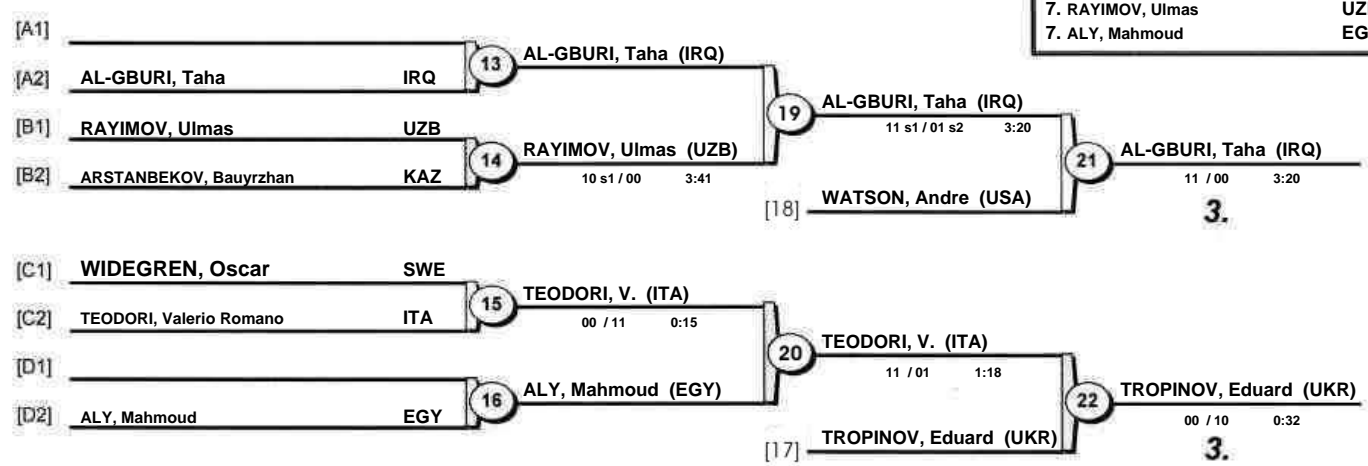 7. RAYIMOV, Ulmas
7. ALY, Mahmoud EG
[A1]
[A2] AL-GBURI, Taha IRQ
13 AL-GBURI, Taha (IRQ)
[B1] RAYIMOV, Ulmas UZB
[B2] ARSTANBEKOV, Bauyrzhan KAZ
14 RAYIMOV, Ulmas (UZB)
10 s1 / 00 3:41
19 AL-GBURI, Taha (IRQ)
11 s1 / 01 s2 3:20
[18] WATSON, Andre (USA)
21 AL-GBURI, Taha (IRQ)
11 / 00 3:20
3.
[C1] WIDEGREN, Oscar SWE
[C2] TEODORI, Valerio Romano ITA
15 TEODORI, V. (ITA)
00 / 11 0:15
[D1]
[D2] ALY, Mahmoud EGY
16 ALY, Mahmoud (EGY)
20 TEODORI, V. (ITA)
11 / 01 1:18
[17] TROPINOV, Eduard (UKR)
22 TROPINOV, Eduard (UKR)
00 / 10 0:32
3.